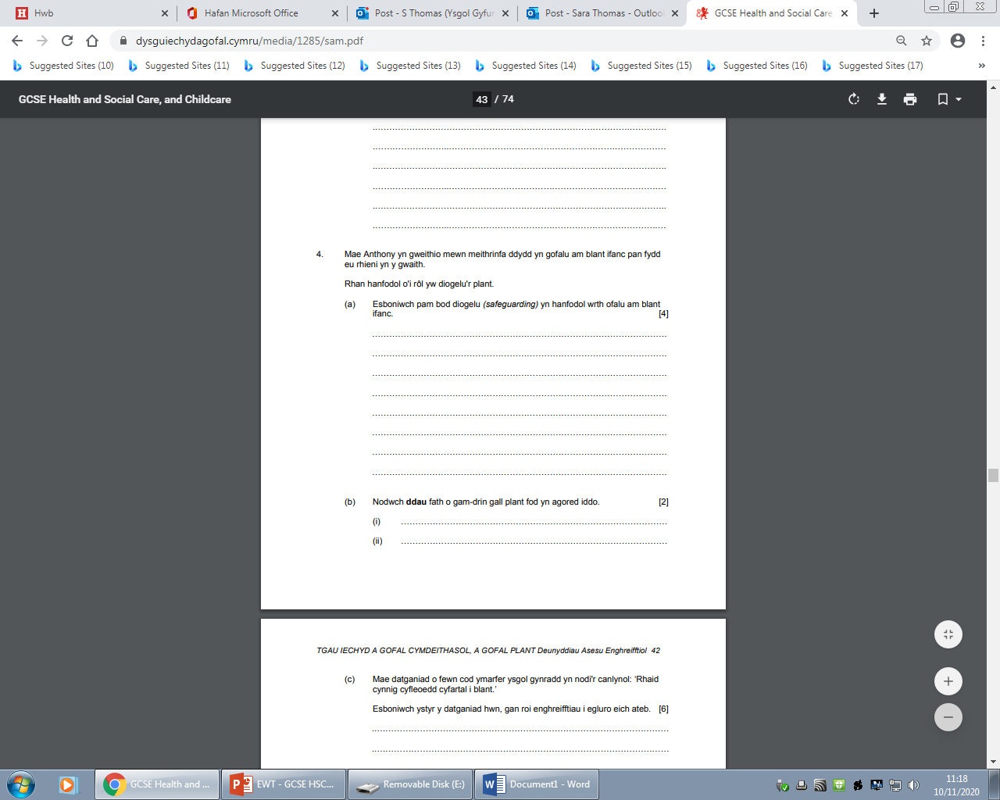 Hwb
Hafan Microsoft Office
Post - S Thomas (Ysgol Gyfun
Post - Sara Thomas - Outloo
GCSE Health and Social Care
dysguiechydagofal.cymru/media/1285/sam.pdf
Suggested Sites (10)
Suggested Sites (11)
Suggested Sites (12)
Suggested Sites (13)
Suggested Sites (14)
Suggested Sites (15)
Suggested Sites (16)
Suggested Sites (17)
GCSE Health and Social Care, and Childcare
43 / 74
4. Mae Anthony yn gweithio mewn meithrinfa ddydd yn gofalu am blant ifanc pan fydd
eu rhieni yn y gwaith.
Rhan hanfodol o'i rôl yw diogelu'r plant.
(a) Esboniwch pam bod diogelu (safeguarding) yn hanfodol wrth ofalu am blant
ifanc. [4]
(b) Nodwch ddau fath o gam-drin gall plant fod yn agored iddo. [2]
(i)
(ii)
TGAU IECHYD A GOFAL CYMDEITHASOL, A GOFAL PLANT Deunyddiau Asesu Enghreifftiol 42
(c) Mae datganiad o fewn cod ymarfer ysgol gynradd yn nodi'r canlynol: ‘Rhaid
cynnig cyfleoedd cyfartal i blant.’
Esboniwch ystyr y datganiad hwn, gan roi enghreifftiau i egluro eich ateb. [6]
GCSE Health and ...
EWT - GCSE HSC...
Removable Disk (E:)
Document1 - Word
11:18
10/11/2020